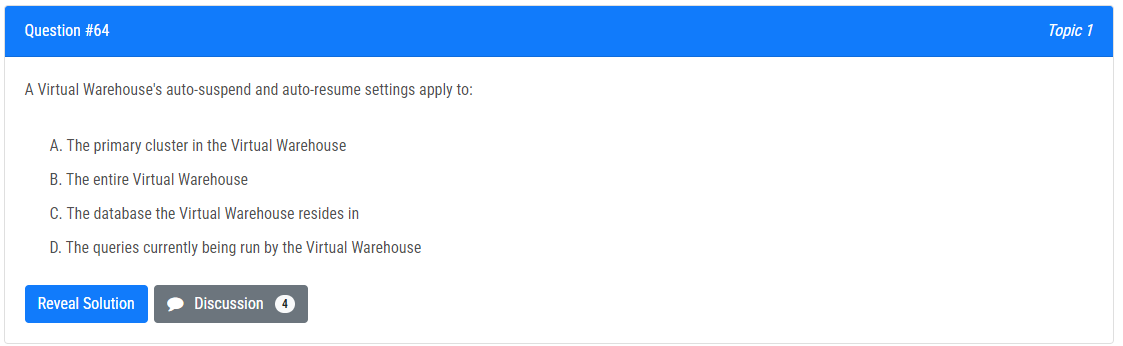 Question #64 Topic 1
A Virtual Warehouse's auto-suspend and auto-resume settings apply to:
A. The primary cluster in the Virtual Warehouse
B. The entire Virtual Warehouse
C. The database the Virtual Warehouse resides in
D. The queries currently being run by the Virtual Warehouse
Reveal Solution Discussion 4